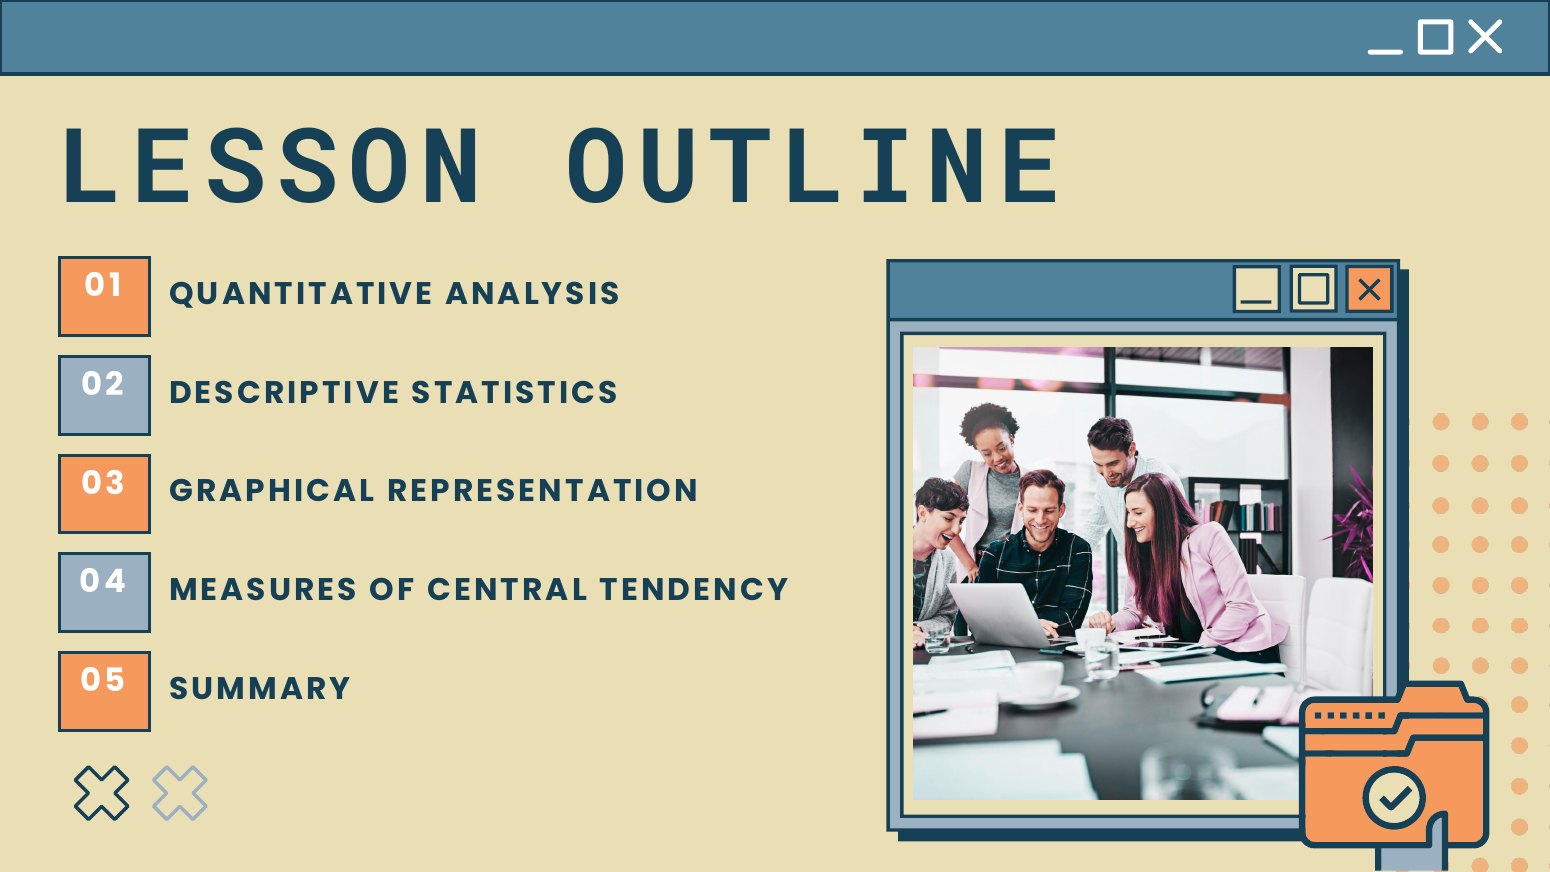 LESSON OUTLINE
01 QUANTITATIVE ANALYSIS
02 DESCRIPTIVE STATISTICS
03 GRAPHICAL REPRESENTATION
04 MEASURES OF CENTRAL TENDENCY
05 SUMMARY